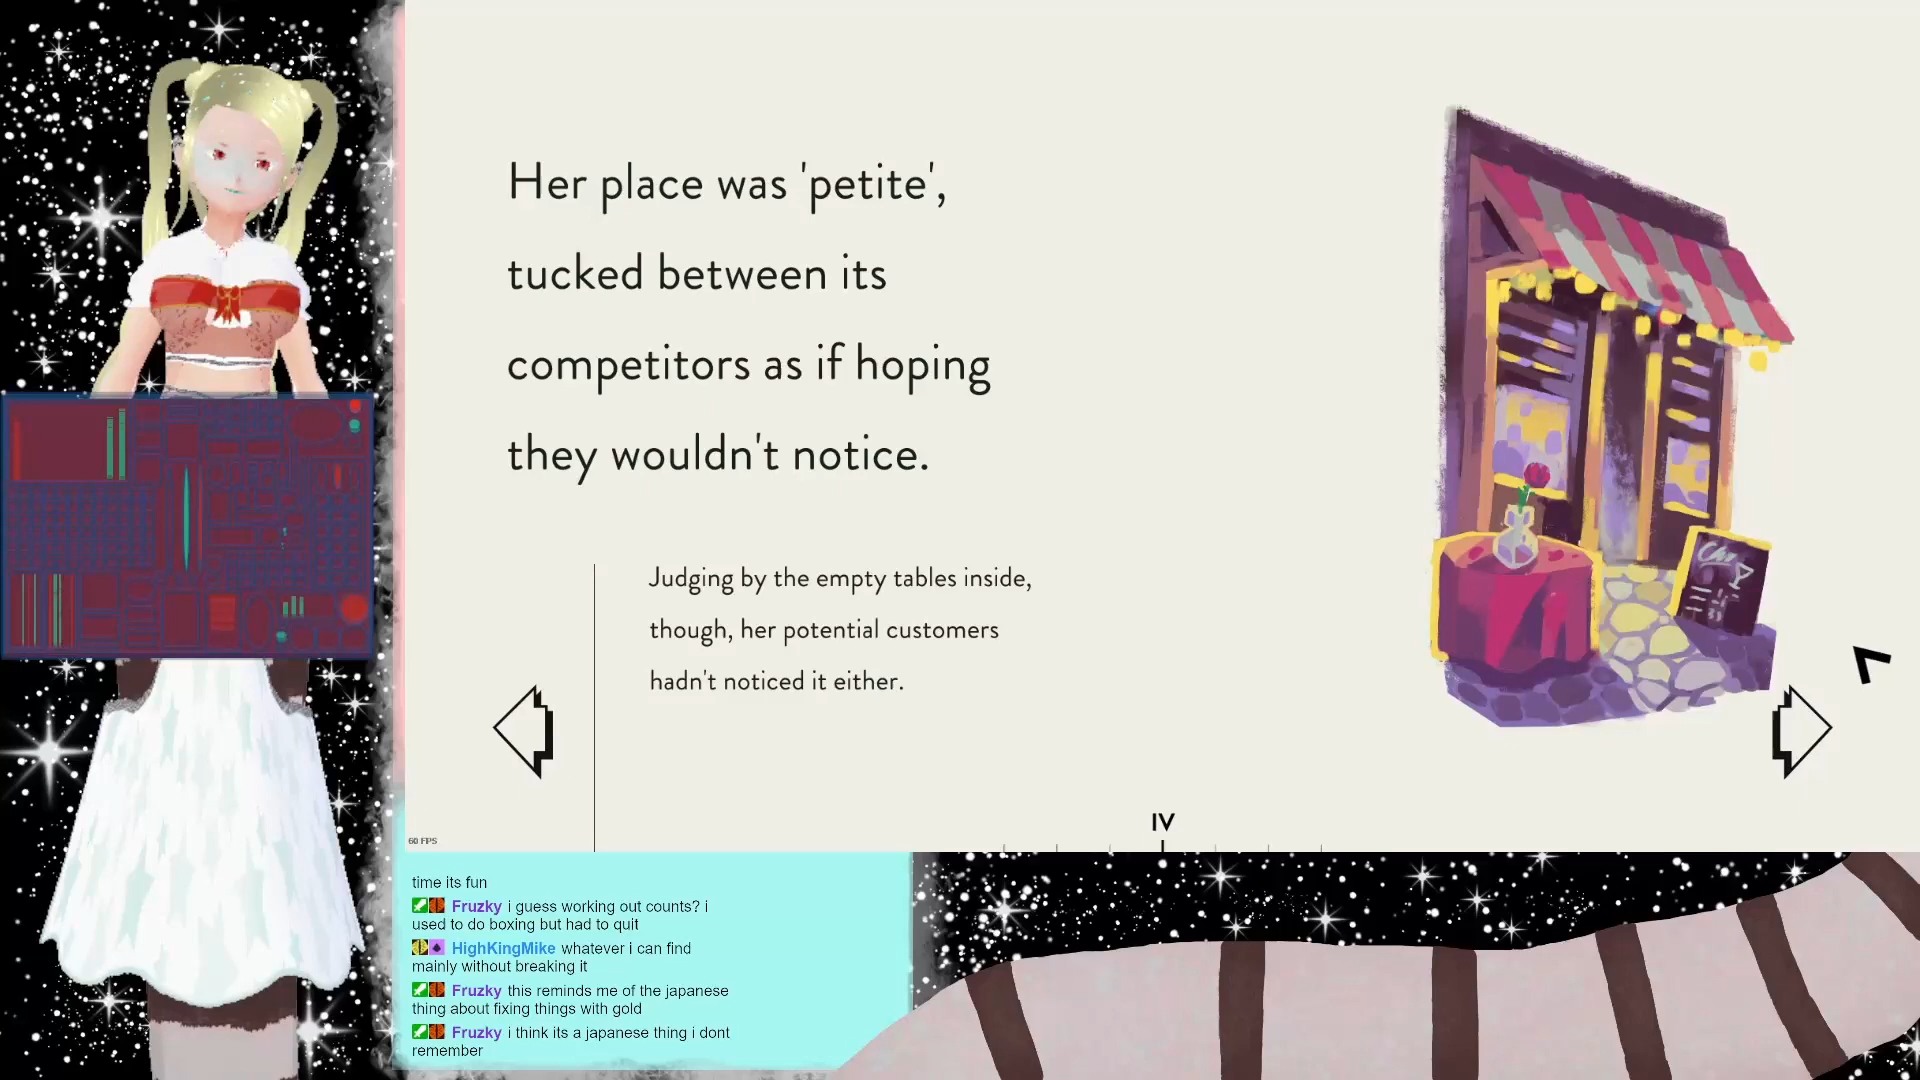 Her place was 'petite',
tucked between its
competitors as if hoping
they wouldn't notice.
Judging by the empty tables inside,
though, her potential customers
hadn't noticed it either.
IV
60 FPS
time its fun
Fruzky i guess working out counts? i
used to do boxing but had to quit
HighKingMike whatever i can find
mainly without breaking it
Fruzky this reminds me of the japanese
thing about fixing things with gold
Fruzky i think its a japanese thing i dont
remember